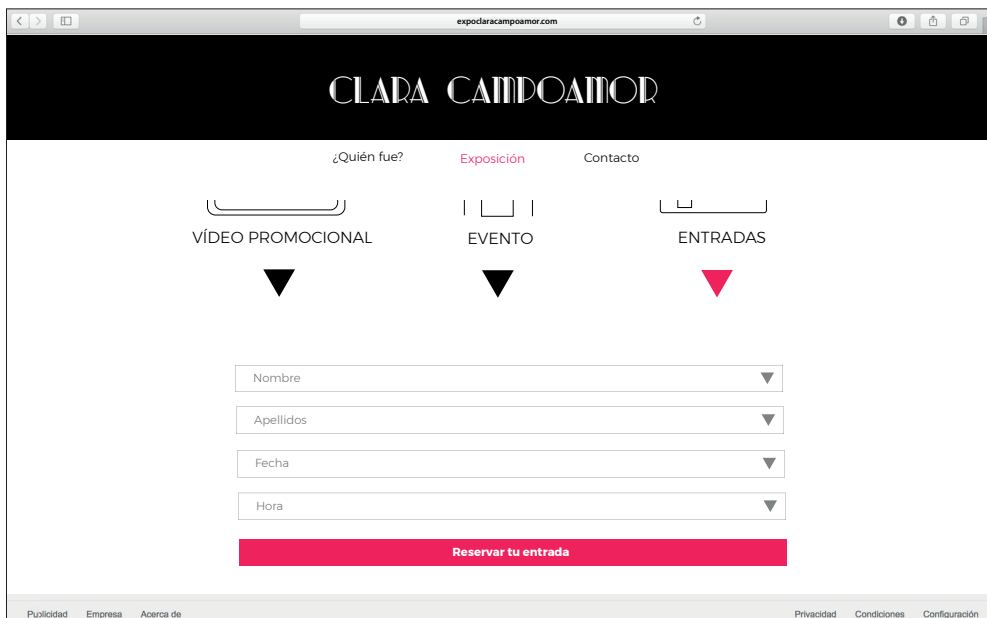 expoclaracampoamor.com
CLARA CAMPOAMOR
¿Quién fue? Exposición Contacto
VÍDEO PROMOCIONAL EVENTO ENTRADAS
Nombre
Apellidos
Fecha
Hora
Reservar tu entrada
Publicidad Empresa Acerca de Privacidad Condiciones Configuración